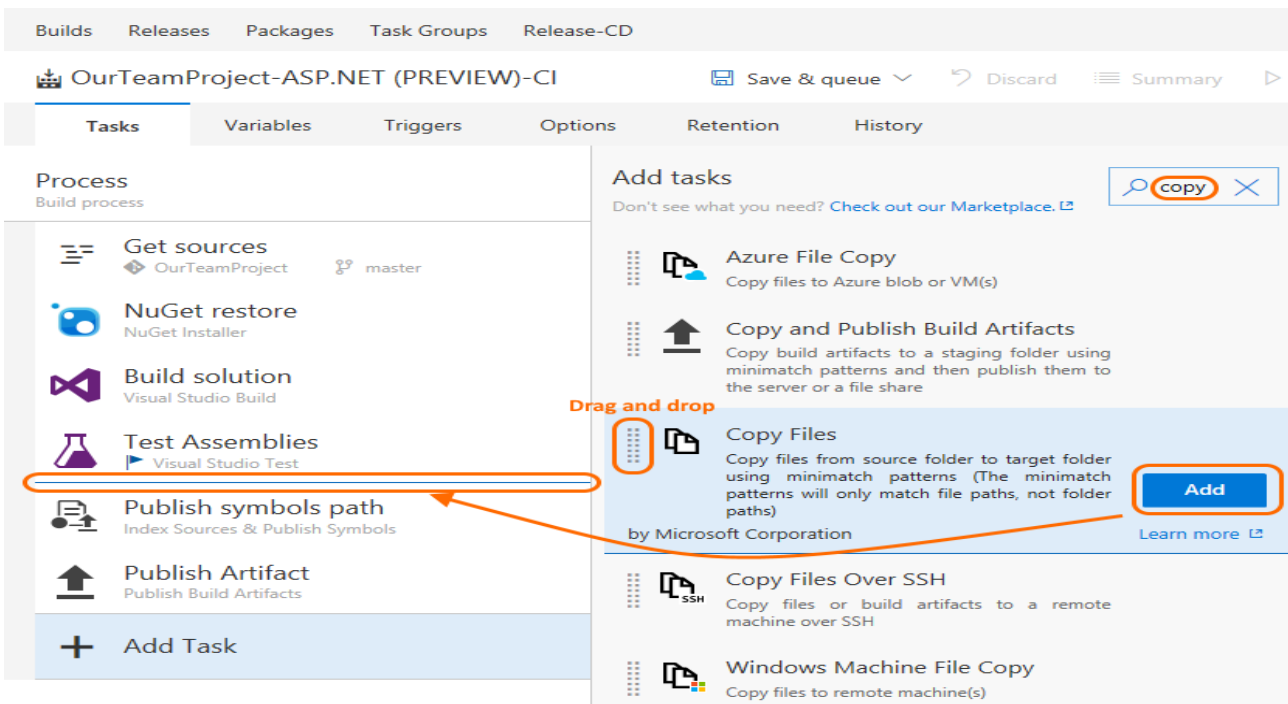 Builds Releases Packages Task Groups Release-CD
OurTeamProject-ASP.NET (PREVIEW)-CI Save & queue Discard Summary
Tasks Variables Triggers Options Retention History
Process
Build process
Get sources
OurTeamProject master
NuGet restore
NuGet Installer
Build solution
Visual Studio Build
Test Assemblies
Visual Studio Test
Publish symbols path
Index Sources & Publish Symbols
Publish Artifact
Publish Build Artifacts
Add Task
Add tasks
copy
Don't see what you need? Check out our Marketplace.
Azure File Copy
Copy files to Azure blob or VM(s)
Copy and Publish Build Artifacts
Copy build artifacts to a staging folder using
minimatch patterns and then publish them to
the server or a file share
Drag and drop
Copy Files
Copy files from source folder to target folder
using minimatch patterns (The minimatch
patterns will only match file paths, not folder
paths)
Add
by Microsoft Corporation Learn more
Copy Files Over SSH
SSH
Copy files or build artifacts to a remote
machine over SSH
Windows Machine File Copy
Copy files to remote machine(s)